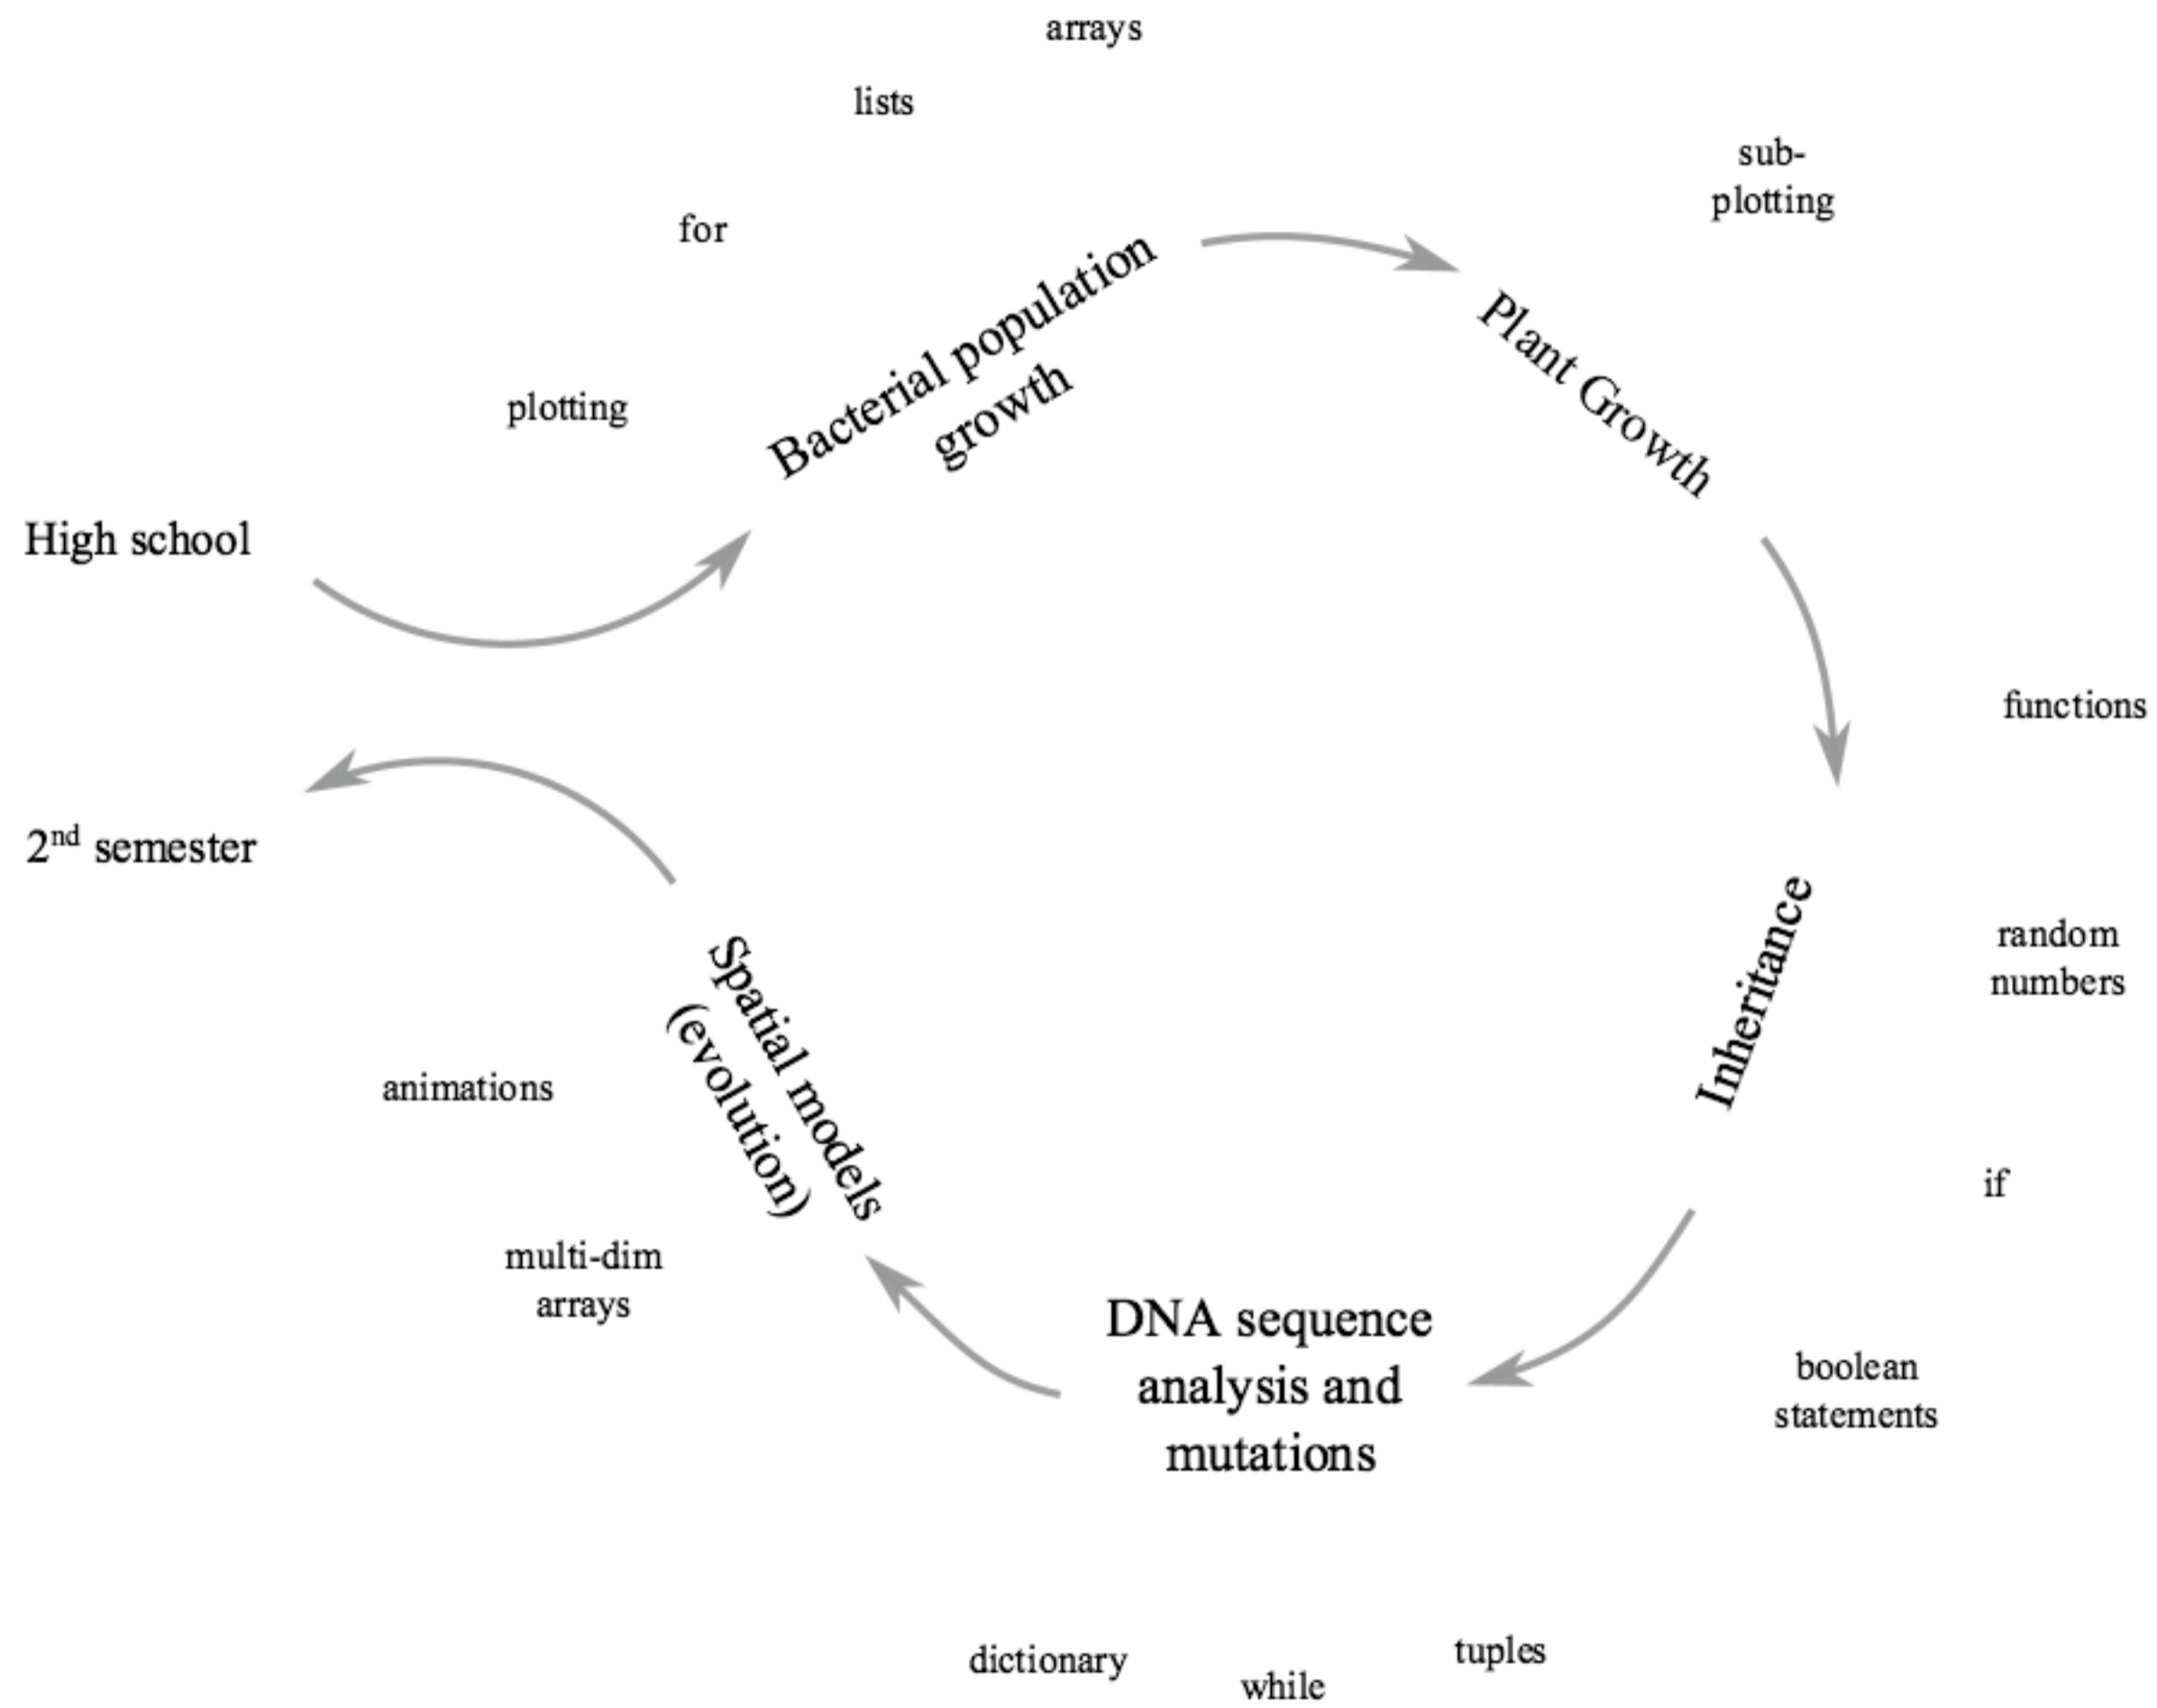 arrays
lists
sub-
plotting
for
Bacterial population
growth
Plant Growth
plotting
High school
functions
2nd semester
Inheritance
random
numbers
Spatial models
(evolution)
animations
if
multi-dim
arrays
DNA sequence
analysis and
mutations
boolean
statements
dictionary
while
tuples